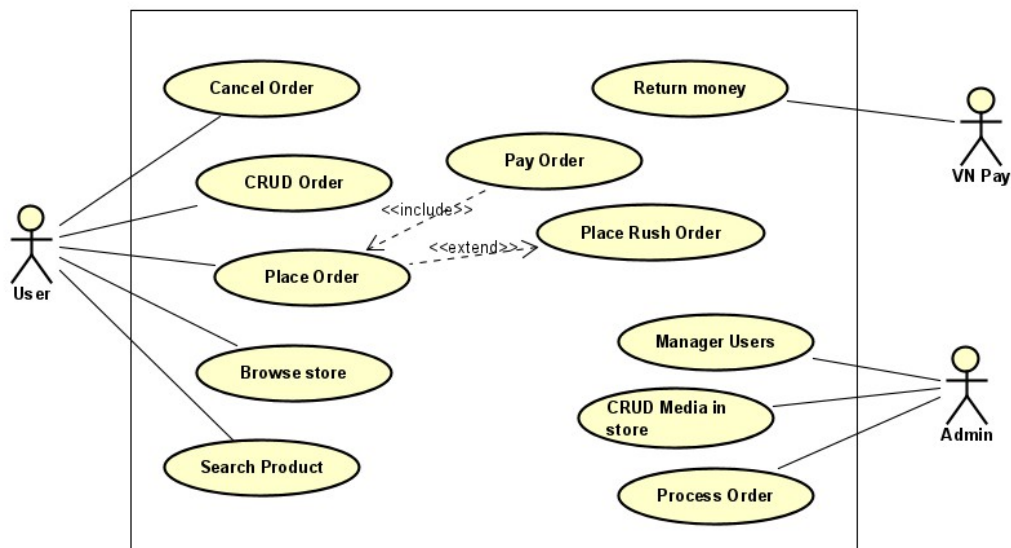 Cancel Order
Return money
Pay Order
VN Pay
CRUD Order
<<include>>
Place Rush Order
<<extend>>
Place Order
User
Manager Users
Browse store
CRUD Media in
store
Admin
Search Product
Process Order